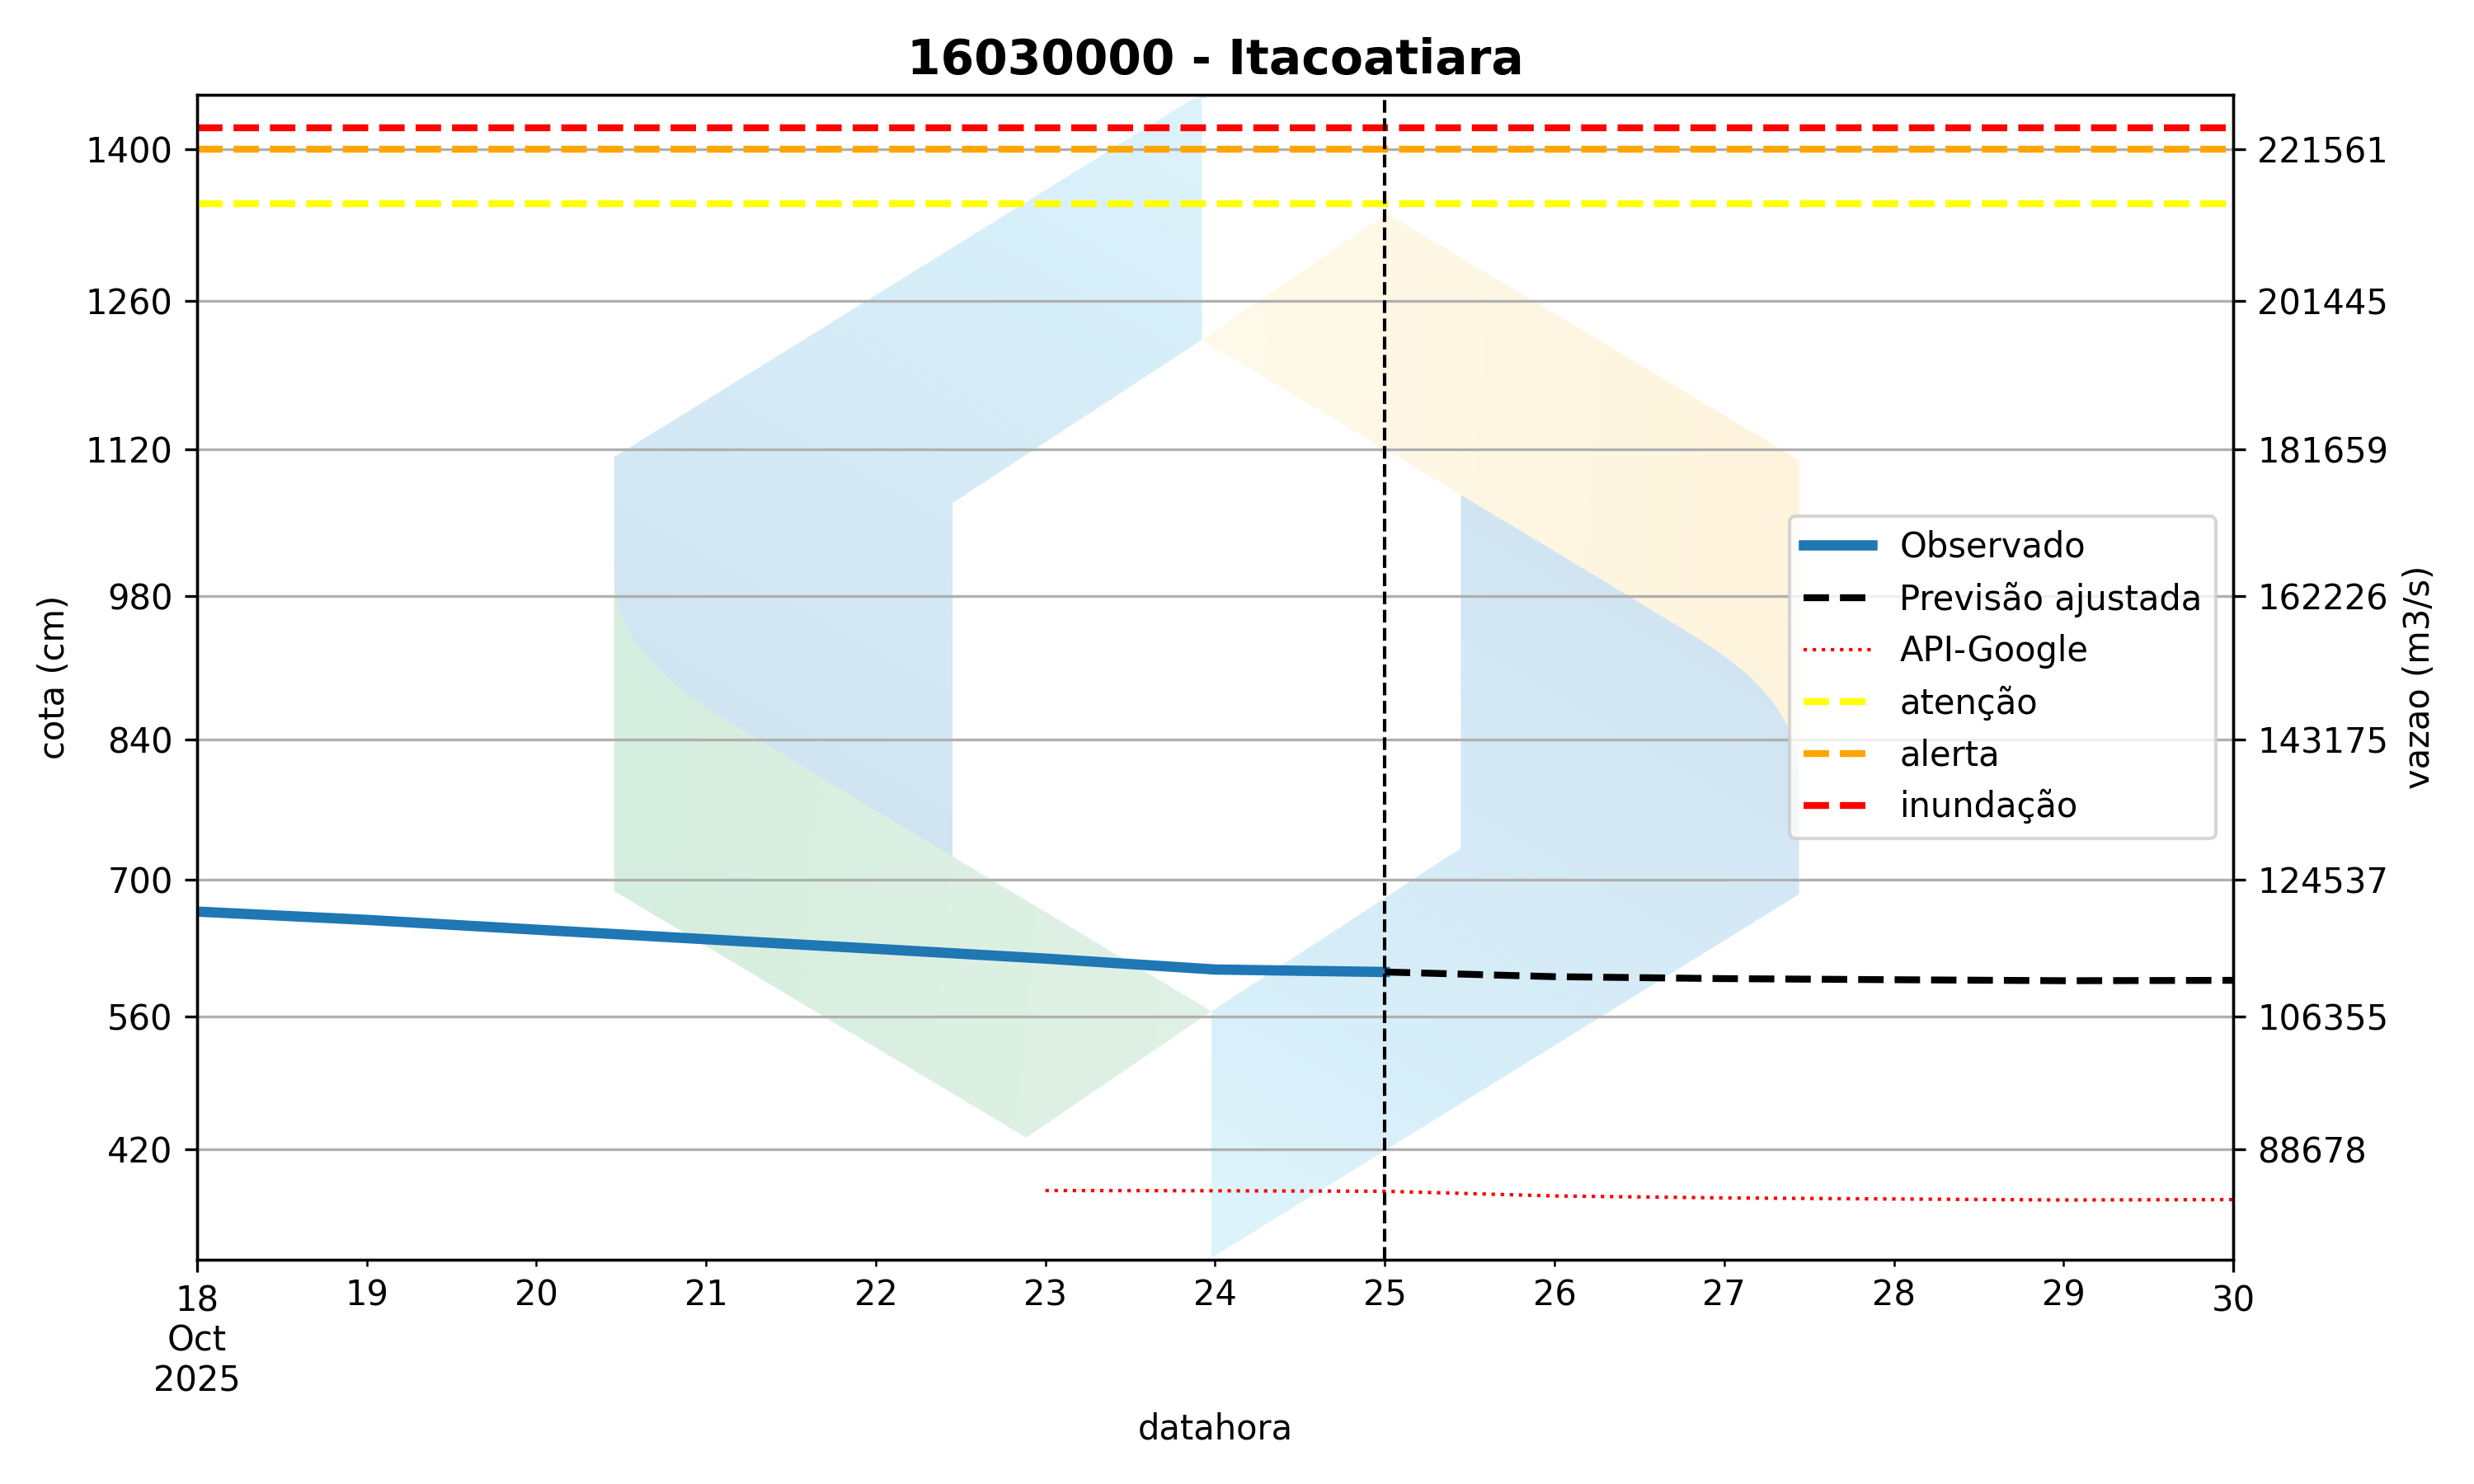 16030000 - Itacoatiara
1400
1260
1120
980
840
700
560
420
cota (cm)
221561
201445
181659
162226
143175
124537
106355
88678
vazao (m3/s)
Observado
Previsão ajustada
API-Google
atenção
alerta
inundação
18 19 20 21 22 23 24 25 26 27 28 29 30
Oct
2025
datahora